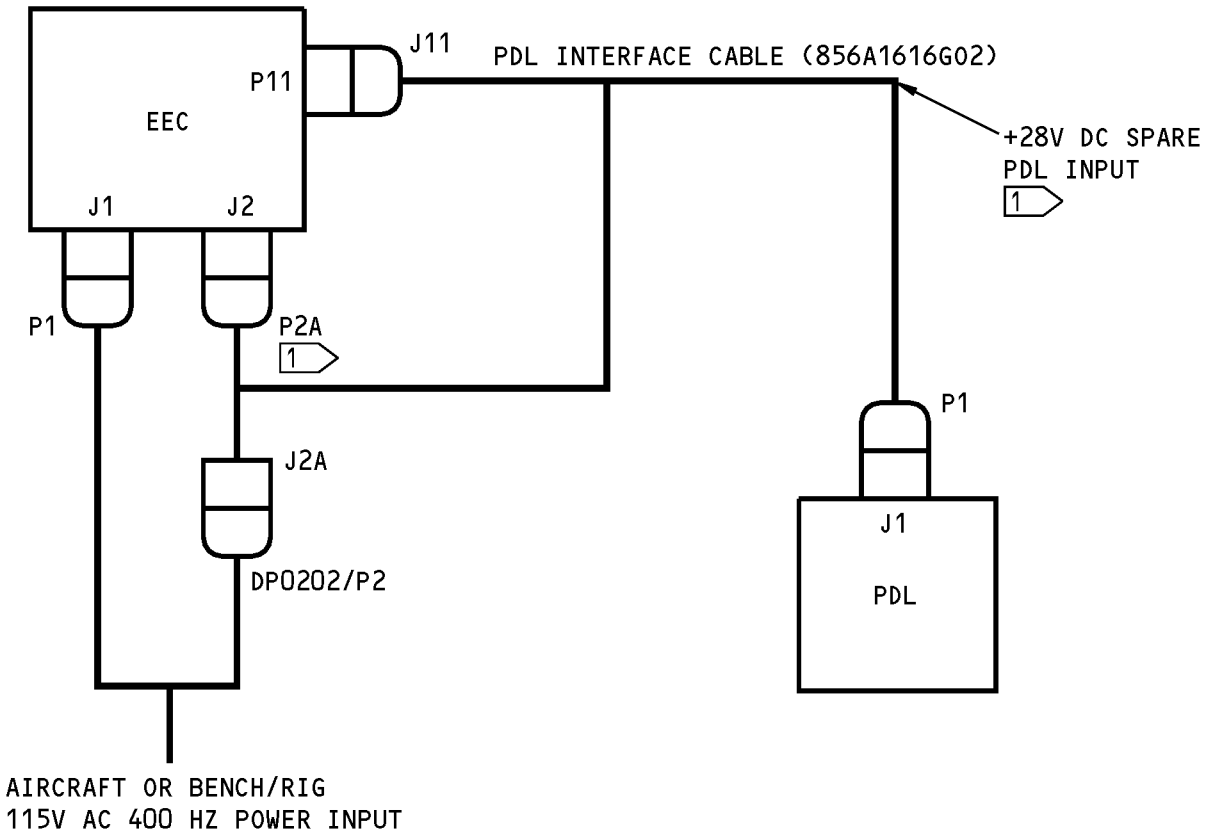 J11
PDL INTERFACE CABLE (856A1616G02)
P11
EEC
+28V DC SPARE
PDL INPUT
1
J1
J2
P1
P2A
1
P1
J2A
J1
DP0202/P2
PDL
AIRCRAFT OR BENCH/RIG
115V AC 400 HZ POWER INPUT